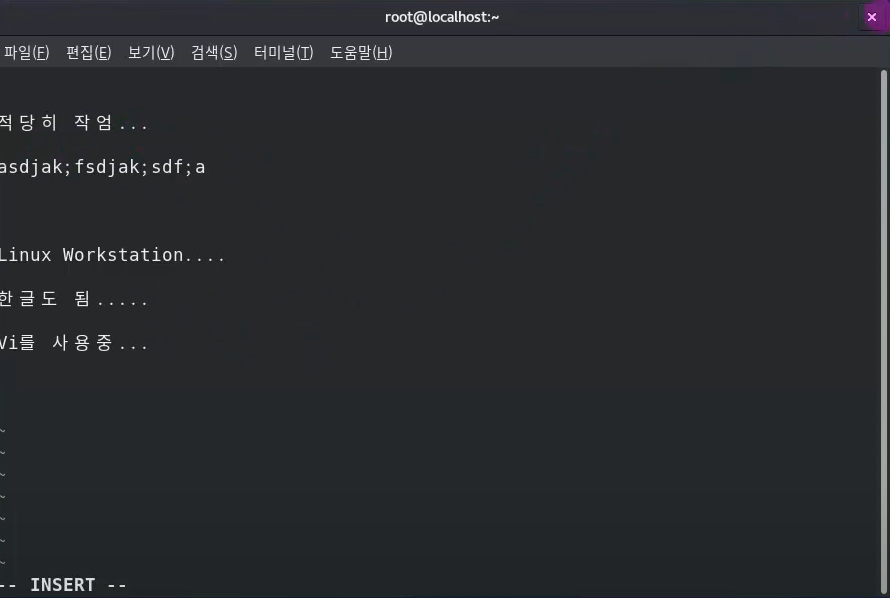 root@localhost:~
파일(F) 편집(E) 보기(V) 검색(S) 터미널(T) 도움말(H)
적당히 작엄...
asdjak;fsdjak;sdf;a
Linux Workstation....
한글도 됨.....
Vi를 사용중...
~
~
~
~
~
~
~
-- INSERT --